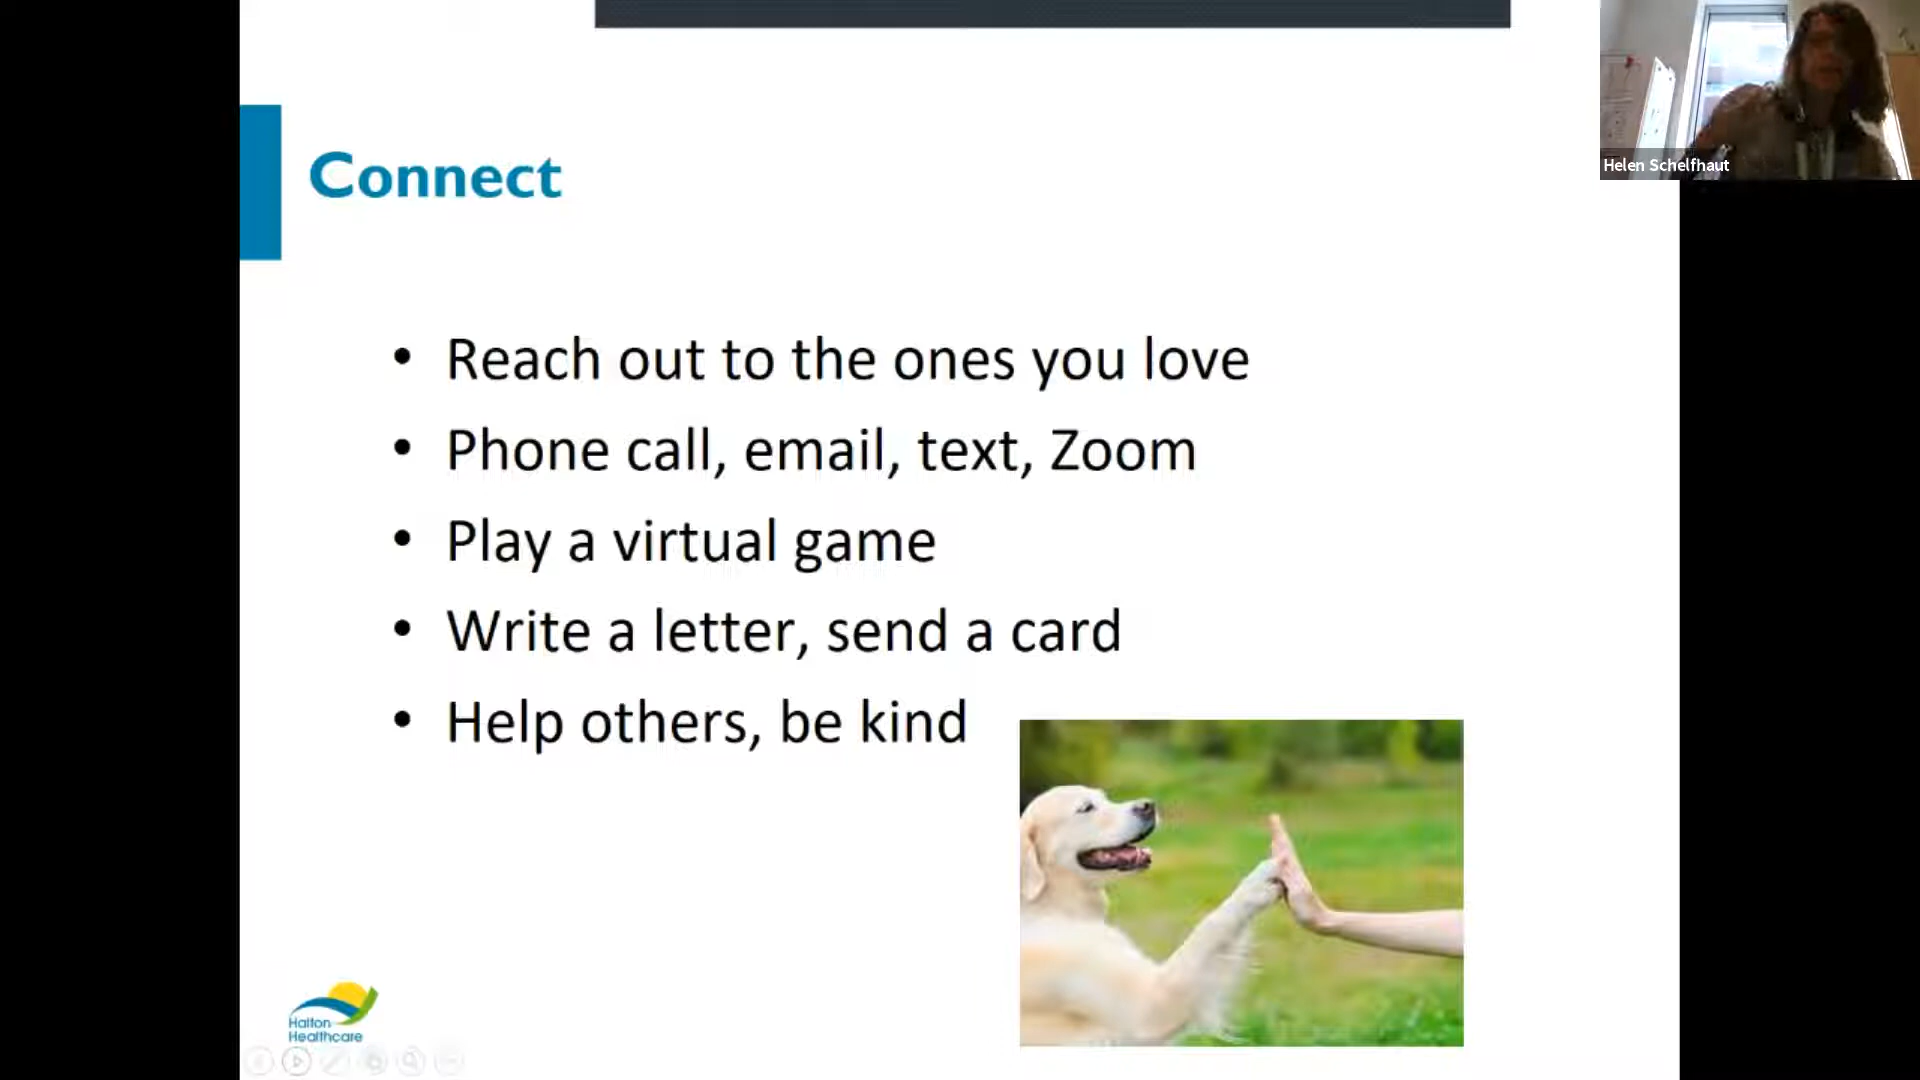 Connect
• Reach out to the ones you love
• Phone call, email, text, Zoom
• Play a virtual game
• Write a letter, send a card
• Help others, be kind
Halton
Healthcare
Helen Schelfhaut